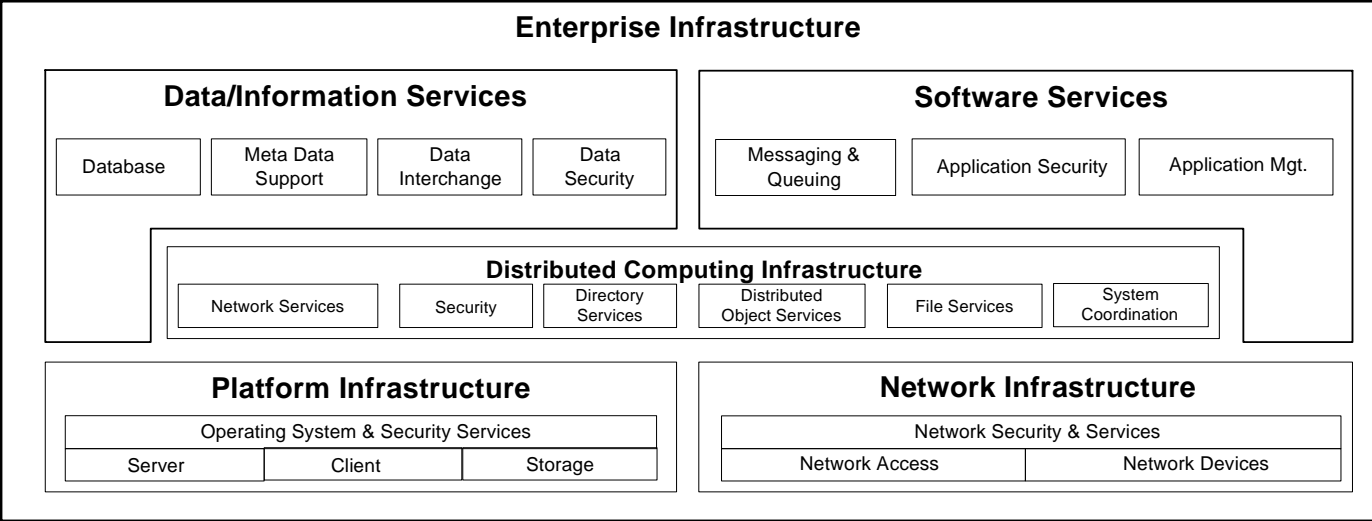 Enterprise Infrastructure
Data/Information Services
Database
Meta Data
Support
Data
Interchange
Data
Security
Software Services
Messaging &
Queuing
Application Security
Application Mgt.
Distributed Computing Infrastructure
Network Services
Security
Directory
Services
Distributed
Object Services
File Services
System
Coordination
Platform Infrastructure
Operating System & Security Services
Server
Client
Storage
Network Infrastructure
Network Security & Services
Network Access
Network Devices